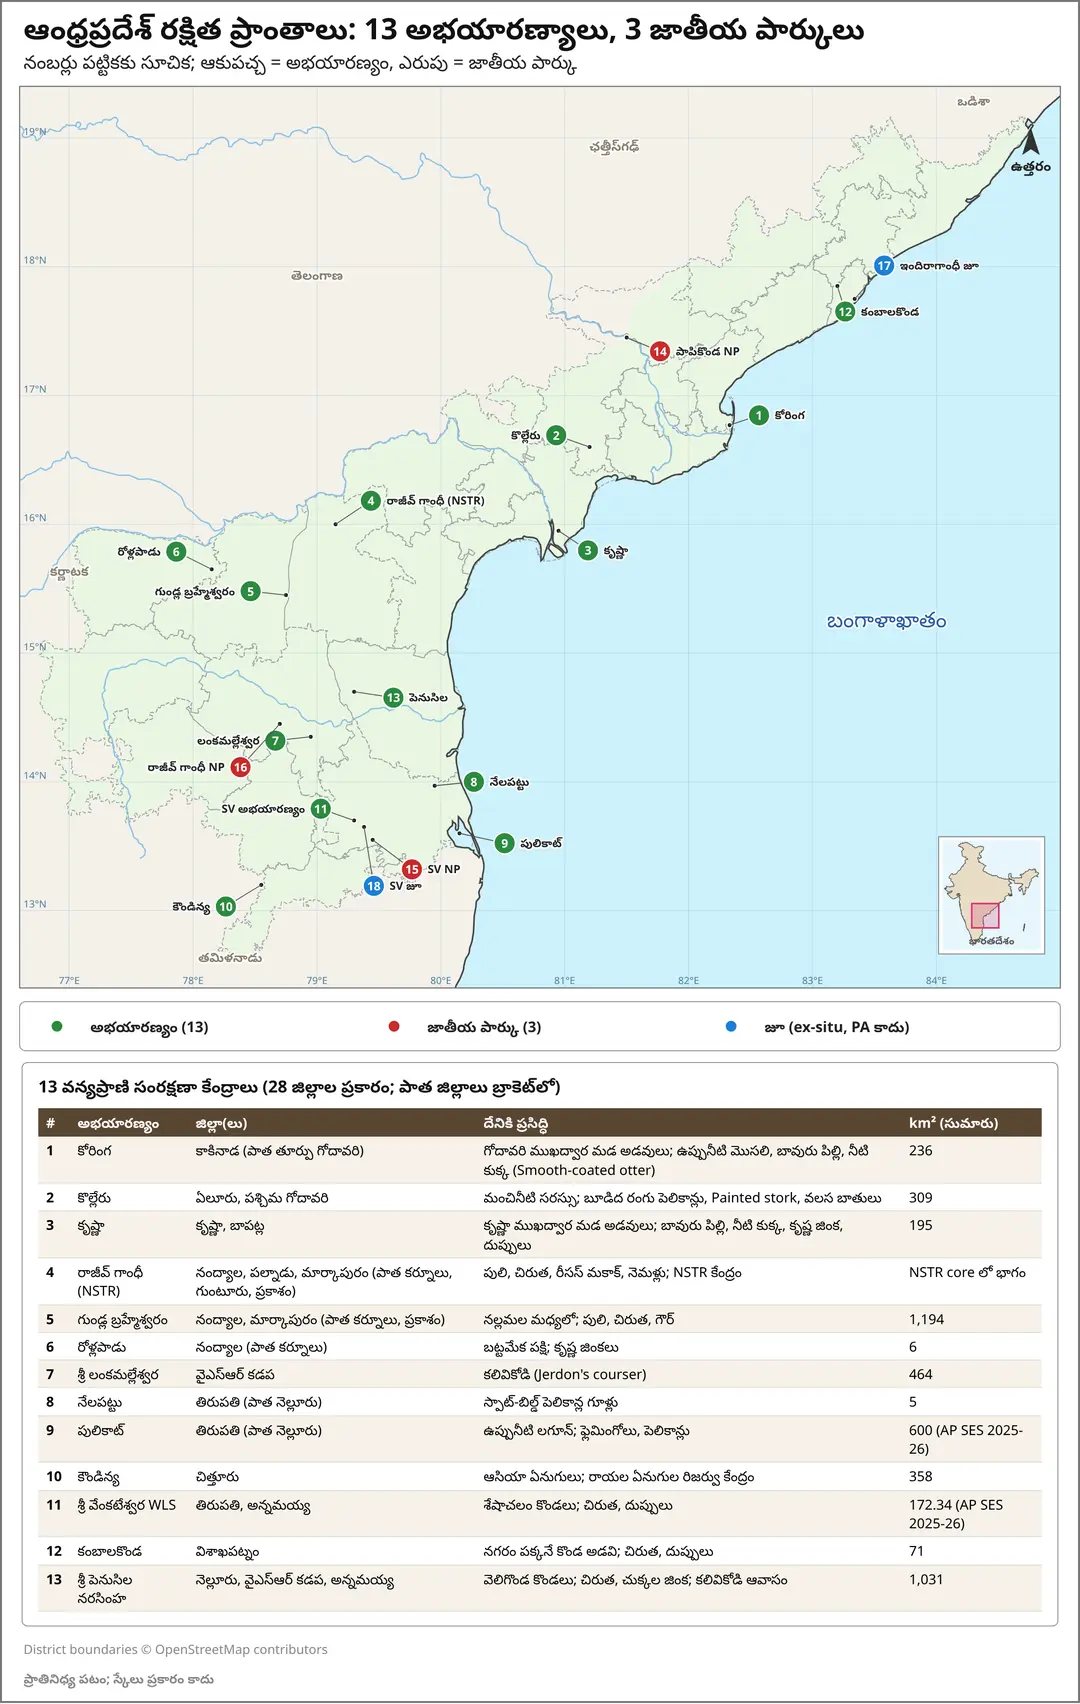 ఆంధ్రప్రదేశ్ రక్షిత ప్రాంతాలు: 13 అభయారణ్యాలు, 3 జాతీయ పార్కులు
నంబర్లు పట్టికకు సూచిక; ఆకుపచ్చ = అభయారణ్యం, ఎరుపు = జాతీయ పార్కు
ఒడిశా
19°N
ఛత్తీస్‌గఢ్
ఉత్తరం
18°N
తెలంగాణ
17 ఇందిరాగాంధీ జూ
12 కంబాలకొండ
14 పాపికొండ NP
17°N
1 కోరింగ
కొల్లేరు 2
4 రాజీవ్ గాంధీ (NSTR)
16°N
రోళ్లపాడు 6
3 కృష్ణా
కర్ణాటక
గుండ్ల బ్రహ్మేశ్వరం 5
బంగాళాఖాతం
15°N
13 పెనుసిల
లంకమల్లేశ్వర 7
రాజీవ్ గాంధీ NP 16
14°N
8 నేలపట్టు
SV అభయారణ్యం 11
9 పులికాట్
15 SV NP
18 SV జూ
13°N
కౌండిన్య 10
భారతదేశం
తమిళనాడు
77°E 78°E 79°E 80°E 81°E 82°E 83°E 84°E
అభయారణ్యం (13) జాతీయ పార్కు (3) జూ (ex-situ, PA కాదు)
13 వన్యప్రాణి సంరక్షణా కేంద్రాలు (28 జిల్లాల ప్రకారం; పాత జిల్లాలు బ్రాకెట్‌లో)
# అభయారణ్యం జిల్లా(లు) దేనికి ప్రసిద్ధి km² (సుమారు)
1 కోరింగ కాకినాడ (పాత తూర్పు గోదావరి) గోదావరి ముఖద్వార మడ అడవులు; ఉప్పునీటి మొసలి, బావురు పిల్లి, నీటి 236
కుక్క (Smooth-coated otter)
2 కొల్లేరు ఏలూరు, పశ్చిమ గోదావరి మంచినీటి సరస్సు; బూడిద రంగు పెలికాన్లు, Painted stork, వలస బాతులు 309
3 కృష్ణా కృష్ణా, బాపట్ల కృష్ణా ముఖద్వార మడ అడవులు; బావురు పిల్లి, నీటి కుక్క, కృష్ణ జింక, 195
దుప్పులు
4 రాజీవ్ గాంధీ నంద్యాల, పల్నాడు, మార్కాపురం (పాత కర్నూలు, పులి, చిరుత, రీసస్ మకాక్, నెమళ్లు; NSTR కేంద్రం NSTR core లో భాగం
(NSTR) గుంటూరు, ప్రకాశం)
5 గుండ్ల బ్రహ్మేశ్వరం నంద్యాల, మార్కాపురం (పాత కర్నూలు, ప్రకాశం) నల్లమల మధ్యలో; పులి, చిరుత, గౌర్ 1,194
6 రోళ్లపాడు నంద్యాల (పాత కర్నూలు) బట్టమేక పక్షి; కృష్ణ జింకలు 6
7 శ్రీ లంకమల్లేశ్వర వైఎస్ఆర్ కడప కలివికోడి (Jerdon's courser) 464
8 నేలపట్టు తిరుపతి (పాత నెల్లూరు) స్పాట్-బిల్డ్ పెలికాన్ల గూళ్లు 5
9 పులికాట్ తిరుపతి (పాత నెల్లూరు) ఉప్పునీటి లగూన్; ఫ్లెమింగోలు, పెలికాన్లు 600 (AP SES 2025-
26)
10 కౌండిన్య చిత్తూరు ఆసియా ఏనుగులు; రాయల ఏనుగుల రిజర్వు కేంద్రం 358
11 శ్రీ వేంకటేశ్వర WLS తిరుపతి, అన్నమయ్య శేషాచలం కొండలు; చిరుత, దుప్పులు 172.34 (AP SES
2025-26)
12 కంబాలకొండ విశాఖపట్నం నగరం పక్కనే కొండ అడవి; చిరుత, దుప్పులు 71
13 శ్రీ పెనుసిల నెల్లూరు, వైఎస్ఆర్ కడప, అన్నమయ్య వెలిగొండ కొండలు; చిరుత, చుక్కల జింక; కలివికోడి ఆవాసం 1,031
నరసింహ
District boundaries © OpenStreetMap contributors
ప్రాతినిధ్య పటం; స్కేలు ప్రకారం కాదు